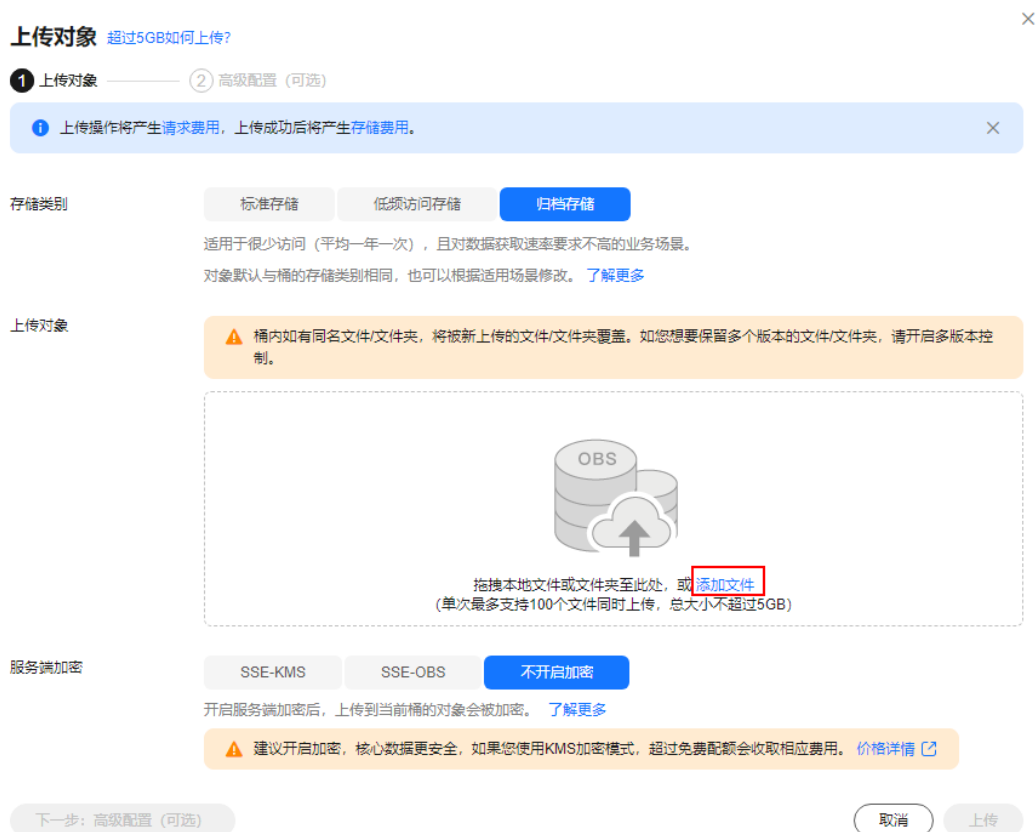 上传对象 超过5GB如何上传?
1 上传对象 2 高级配置（可选）
上传操作将产生请求费用，上传成功后将产生存储费用。
存储类别 标准存储 低频访问存储 归档存储
适用于很少访问（平均一年一次），且对数据获取速率要求不高的业务场景。
对象默认与桶的存储类别相同，也可以根据适用场景修改。 了解更多
上传对象
桶内如有同名文件/文件夹，将被新上传的文件/文件夹覆盖。如您想要保留多个版本的文件/文件夹，请开启多版本控
制。
OBS
拖拽本地文件或文件夹至此处，或 添加文件
(单次最多支持100个文件同时上传，总大小不超过5GB)
服务端加密 SSE-KMS SSE-OBS 不开启加密
开启服务端加密后，上传到当前桶的对象会被加密。 了解更多
建议开启加密，核心数据更安全，如果您使用KMS加密模式，超过免费配额会收取相应费用。 价格详情
下一步：高级配置（可选） 取消 上传